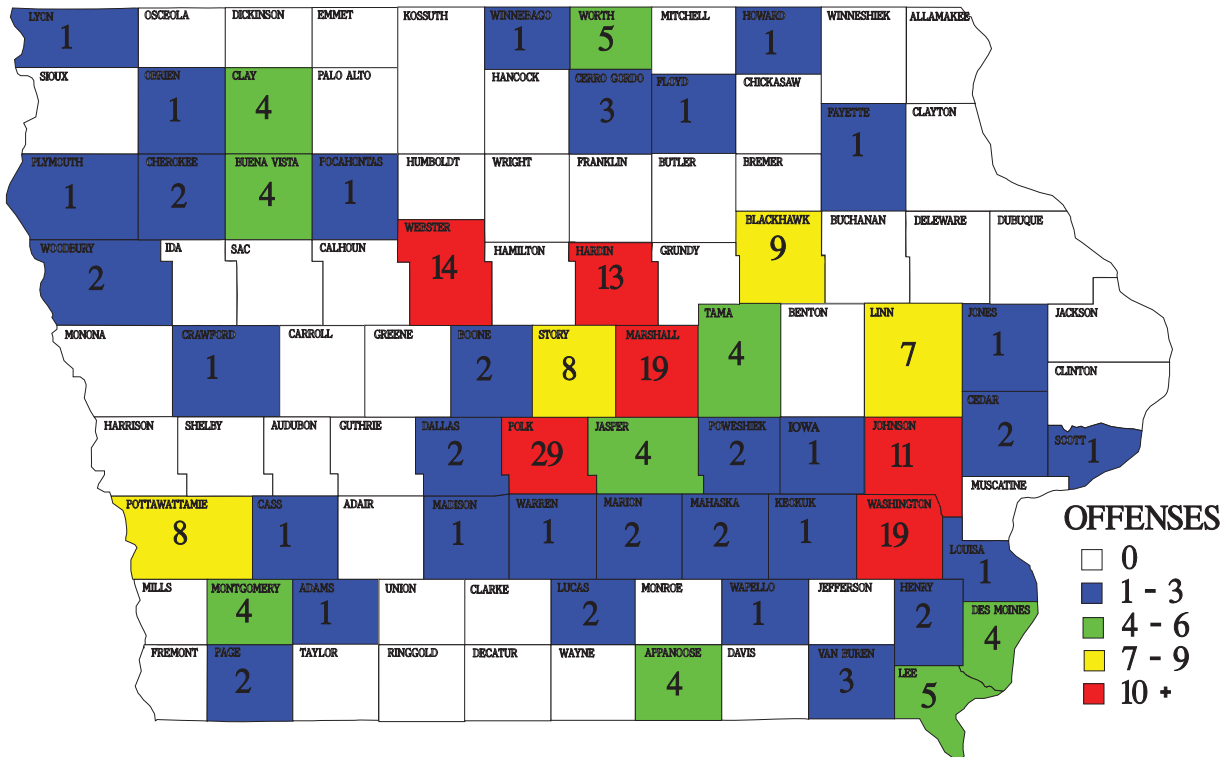 LYON OSCEOLA DICKINSON EMMET KOSSUTH WINNEBAGO WORTH MITCHELL HOWARD WINNESHIEK ALLAMAKEE
1 1 5 1
SIOUX OBRIEN CLAY PALO ALTO HANCOCK CERRO GORDO FLOYD CHICKASAW FAYETTE CLAYTON
1 4 3 1 1
PLYMOUTH CHEROKEE BUENA VISTA POCAHONTAS HUMBOLDT WRIGHT FRANKLIN BUTLER BREMER
1 2 4 1
WEBSTER BLACKHAWK BUCHANAN DELEWARE DUBUQUE
14 9
WOODBURY IDA SAC CALHOUN HAMILTON HARDIN GRUNDY
2 13
TAMA BENTON LINN JONES JACKSON
4 7 1
MONONA CRAWFORD CARROLL GREENE BOONE STORY MARSHALL
1 2 8 19
CLINTON
CEDAR
2
HARRISON SHELBY AUDUBON GUTHRIE DALLAS POLK JASPER POWESHIEK IOWA JOHNSON SCOTT
2 29 4 2 1 11 1
MUSCATINE
POTTAWATTAMIE CASS ADAIR MADISON WARREN MARION MAHASKA KEOKUK WASHINGTON
8 1 1 1 2 2 1 19
LOUISA
1
MILLS MONTGOMERY ADAMS UNION CLARKE LUCAS MONROE WAPELLO JEFFERSON HENRY
4 1 2 1 2
DES MOINES
4
FREMONT PAGE TAYLOR RINGGOLD DECATUR WAYNE APPANOOSE DAVIS VAN BUREN
2 4 3
LEE
5
OFFENSES
0
1 - 3
4 - 6
7 - 9
10 +